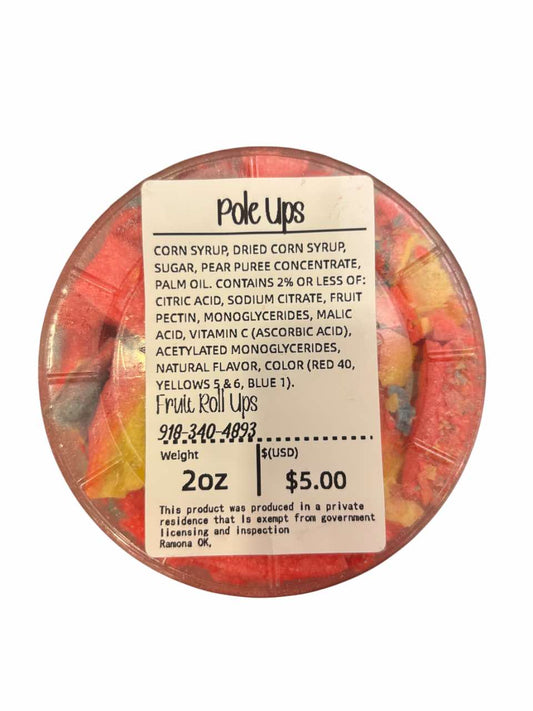 Pole Ups
CORN SYRUP, DRIED CORN SYRUP,
SUGAR, PEAR PUREE CONCENTRATE,
PALM OIL. CONTAINS 2% OR LESS OF:
CITRIC ACID, SODIUM CITRATE, FRUIT
PECTIN, MONOGLYCERIDES, MALIC
ACID, VITAMIN C (ASCORBIC ACID),
ACETYLATED MONOGLYCERIDES,
NATURAL FLAVOR, COLOR (RED 40,
YELLOWS 5 & 6, BLUE 1).
Fruit Roll Ups
918-340-4893
Weight $(USD)
2oz $5.00
This product was produced in a private
residence that is exempt from government
licensing and inspection
Ramona OK,